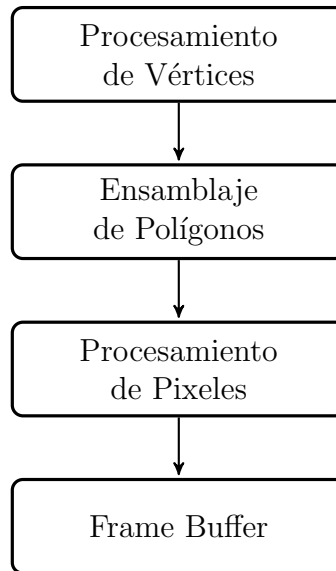 Procesamiento
de Vértices
Ensamblaje
de Polígonos
Procesamiento
de Pixeles
Frame Buffer